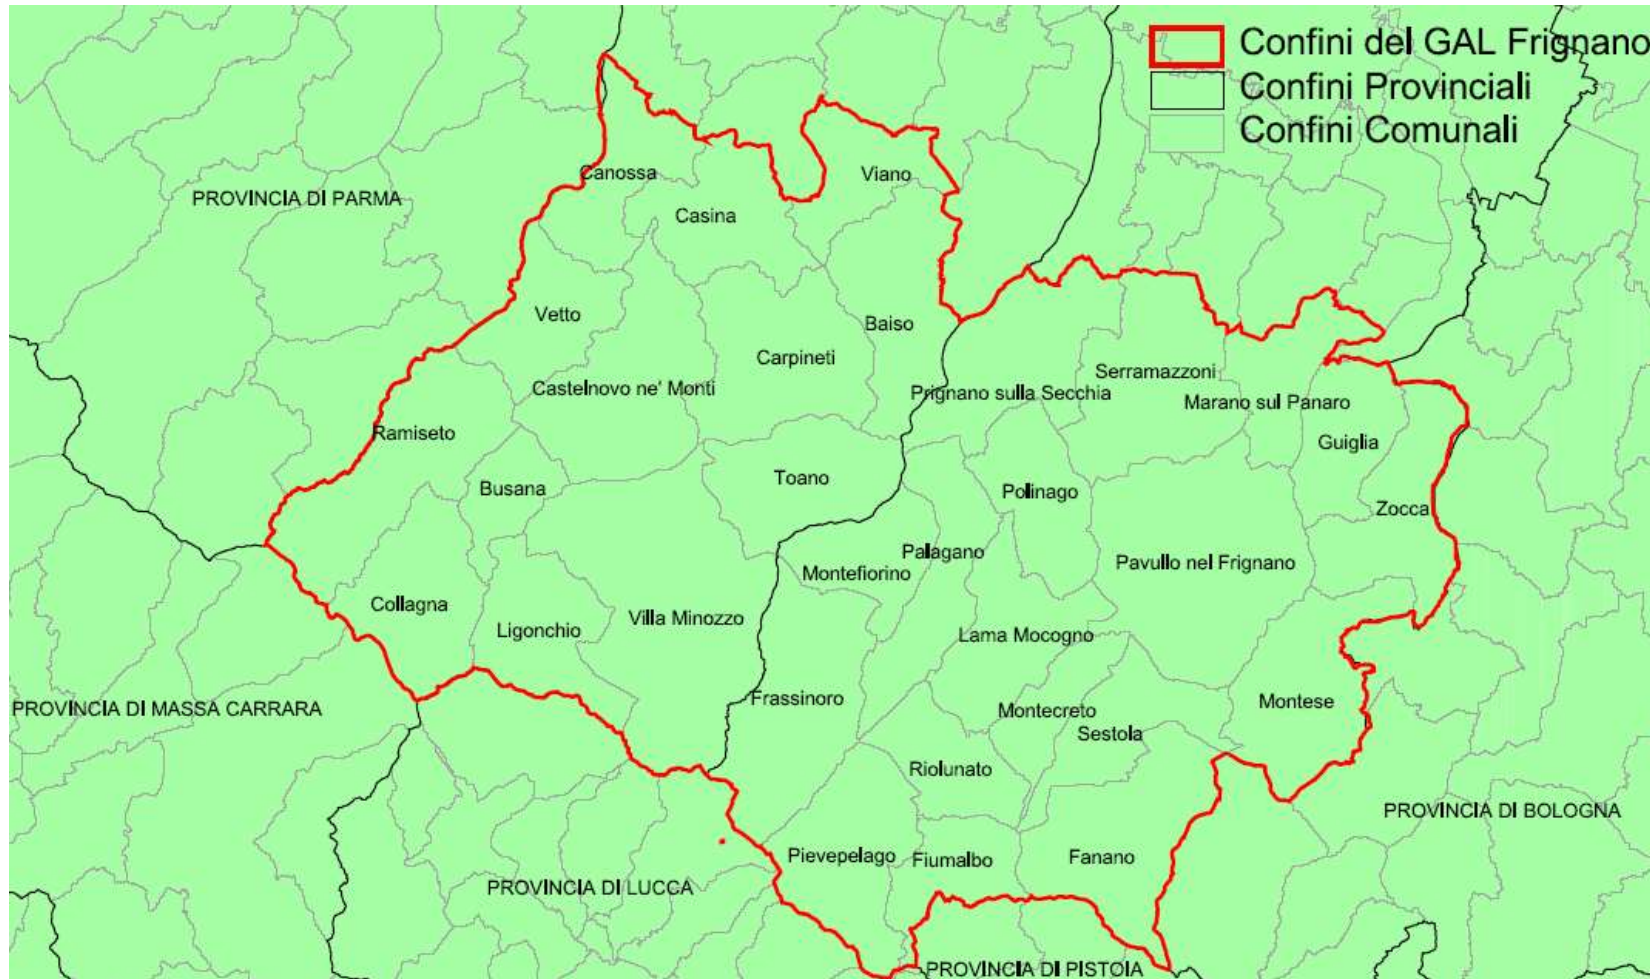 Confini del GAL Frignano
Confini Provinciali
Confini Comunali
Canossa
Viano
PROVINCIA DI PARMA
Casina
Vetto
Baiso
Carpineti
Serramazzoni
Castelnovo ne' Monti
Prignano sulla Secchia
Marano sul Panaro
Ramiseto
Guiglia
Toano
Busana
Polinago
Zocca
Palagano
Pavullo nel Frignano
Montefiorino
Collagna
Villa Minozzo
Ligonchio
Lama Mocogno
Frassinoro
Montese
PROVINCIA DI MASSA CARRARA
Montecreto
Sestola
Riolunato
PROVINCIA DI BOLOGNA
Pievepelago
Fiumalbo
Fanano
PROVINCIA DI LUCCA
PROVINCIA DI PISTOIA